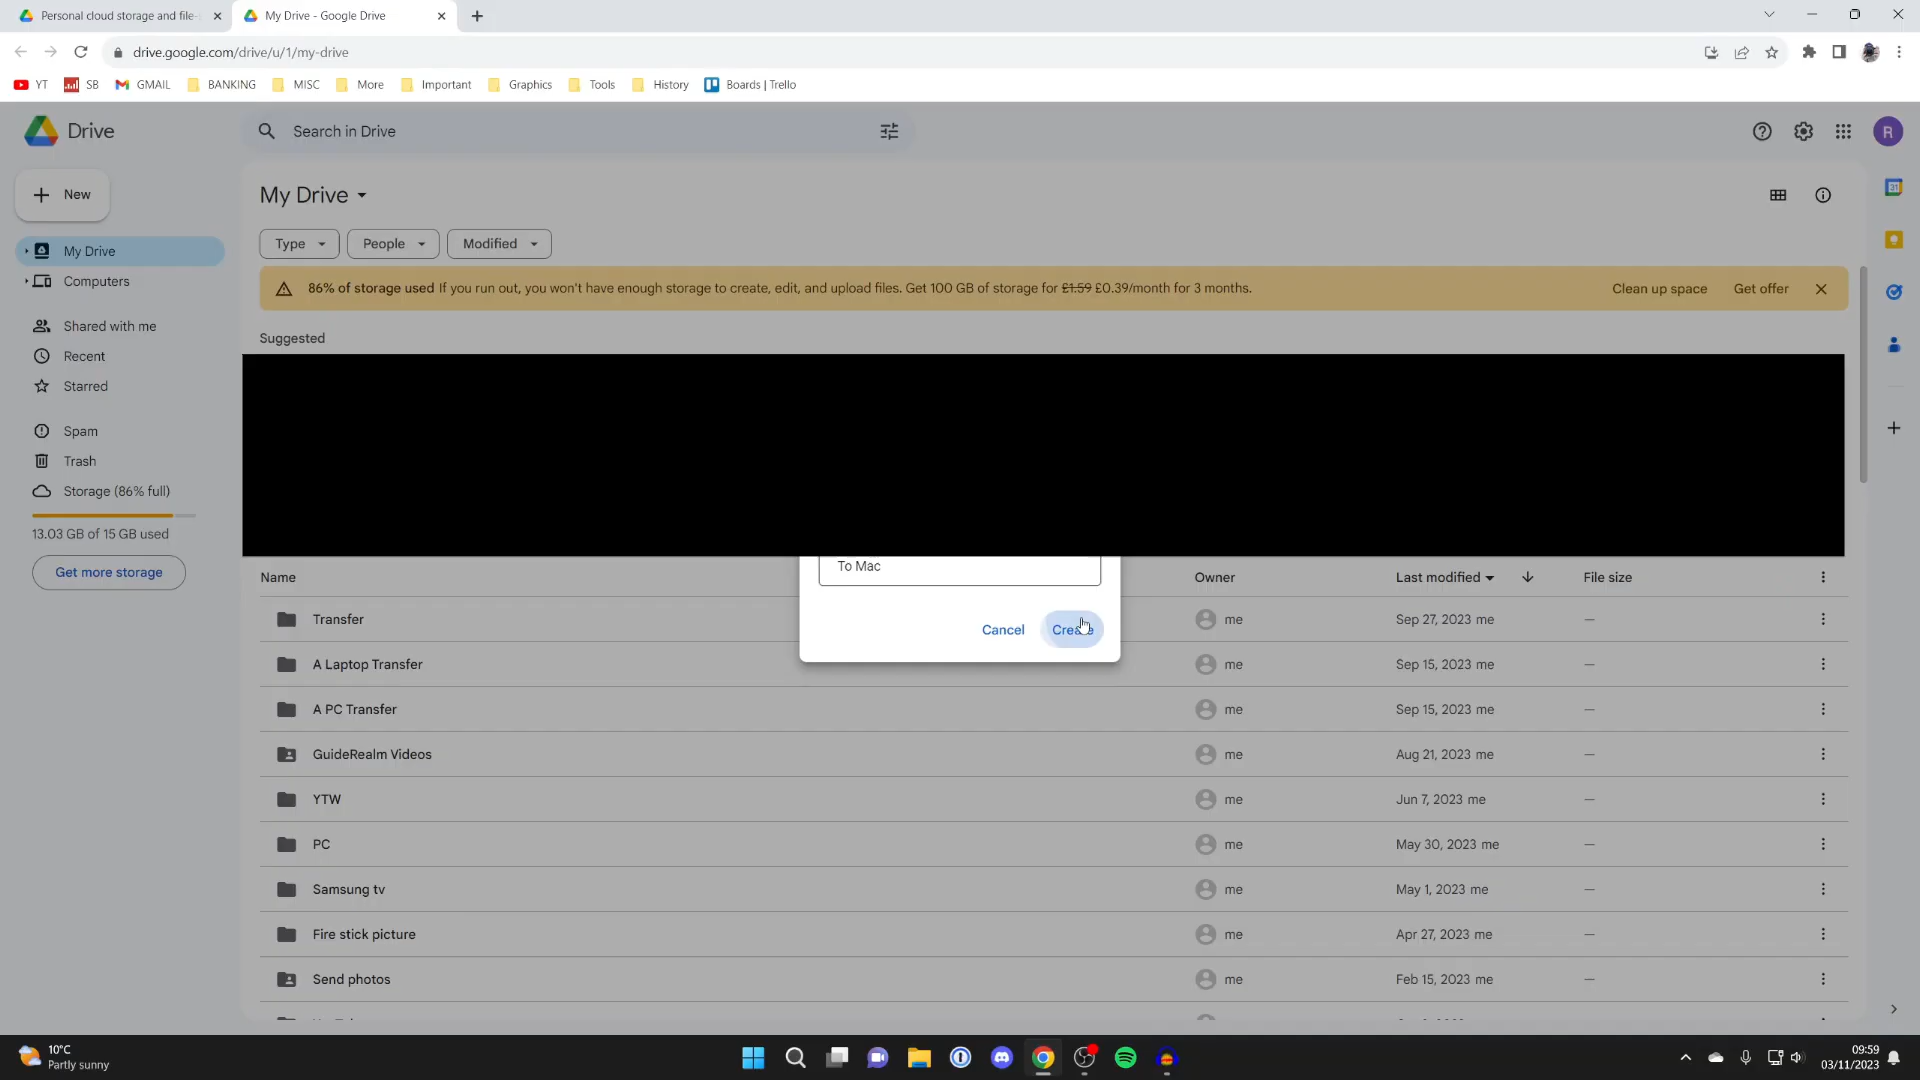 Personal cloud storage and file-
My Drive - Google Drive
drive.google.com/drive/u/1/my-drive
YT
SB
GMAIL
BANKING
MISC
More
Important
Graphics
Tools
History
Boards | Trello
Drive
Search in Drive
R
New
My Drive
Type
People
Modified
31
My Drive
Computers
86% of storage used If you run out, you won't have enough storage to create, edit, and upload files. Get 100 GB of storage for £1.59 £0.39/month for 3 months.
Clean up space
Get offer
Shared with me
Suggested
Recent
Starred
Spam
Trash
Storage (86% full)
13.03 GB of 15 GB used
Get more storage
To Mac
Cancel
Create
Name
Owner
Last modified
File size
Transfer
me
Sep 27, 2023 me
—
A Laptop Transfer
me
Sep 15, 2023 me
—
A PC Transfer
me
Sep 15, 2023 me
—
GuideRealm Videos
me
Aug 21, 2023 me
—
YTW
me
Jun 7, 2023 me
—
PC
me
May 30, 2023 me
—
Samsung tv
me
May 1, 2023 me
—
Fire stick picture
me
Apr 27, 2023 me
—
Send photos
me
Feb 15, 2023 me
—
10°C
Partly sunny
09:59
03/11/2023